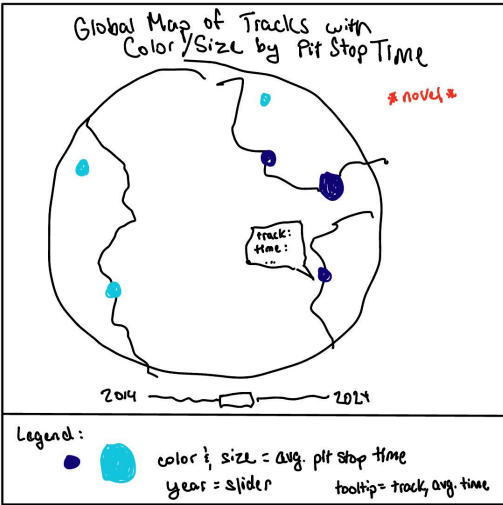 Global Map of Tracks with
Color/Size by Pit Stop Time
* novel *
track:
time:
...
2014
2024
Legend:
color & size = avg. pit stop time
year = slider
tooltip = track, avg. time